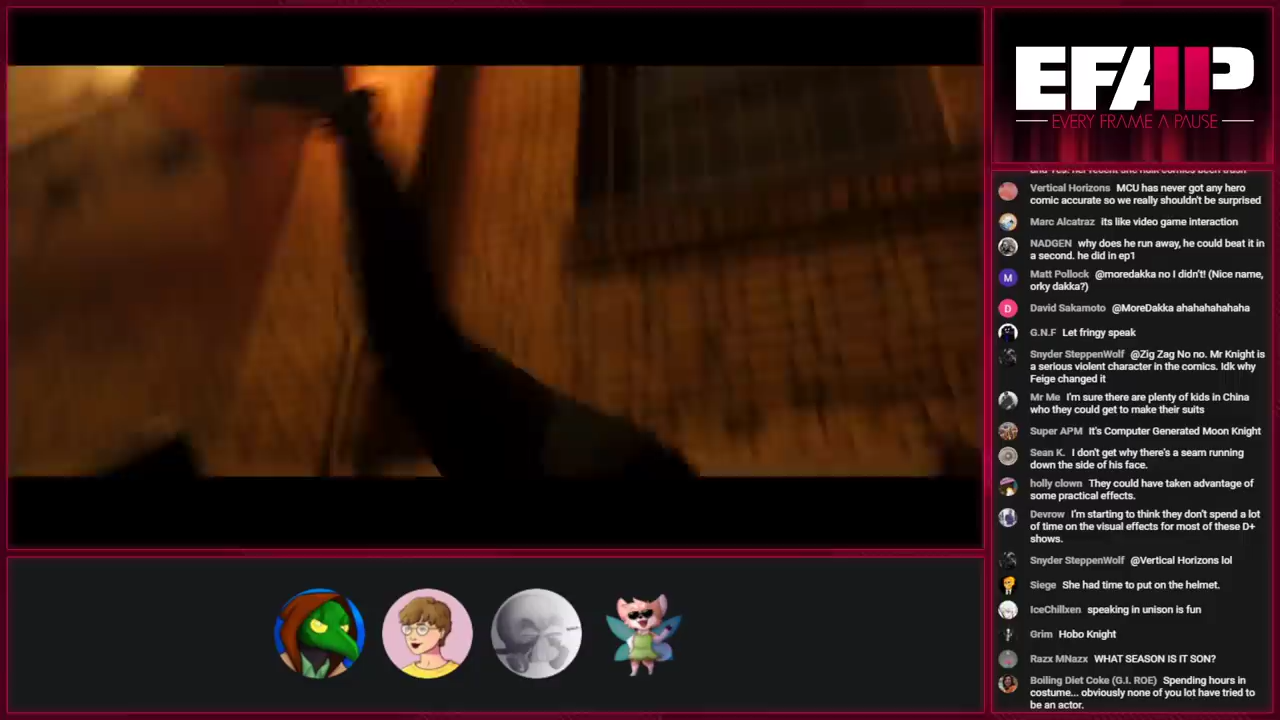 EFAP
EVERY FRAME A PAUSE
and Yes. her recent she hulk comics been trash
Vertical Horizons MCU has never got any hero
comic accurate so we really shouldn't be surprised
Marc Alcatraz its like video game interaction
NADGEN why does he run away, he could beat it in
a second. he did in ep1
M
Matt Pollock @moredakka no I didn't! (Nice name,
orky dakka?)
D
David Sakamoto @MoreDakka ahahahahahaha
G.N.F Let fringy speak
Snyder SteppenWolf @Zig Zag No no. Mr Knight is
a serious violent character in the comics. Idk why
Feige changed it
Mr Me I'm sure there are plenty of kids in China
who they could get to make their suits
Super APM It's Computer Generated Moon Knight
Sean K. I don't get why there's a seam running
down the side of his face.
holly clown They could have taken advantage of
some practical effects.
Devrow I'm starting to think they don't spend a lot
of time on the visual effects for most of these D+
shows.
Snyder SteppenWolf @Vertical Horizons lol
Siege She had time to put on the helmet.
IceChillxen speaking in unison is fun
Grim Hobo Knight
Razx MNazx WHAT SEASON IS IT SON?
Boiling Diet Coke (G.I. ROE) Spending hours in
costume... obviously none of you lot have tried to
be an actor.